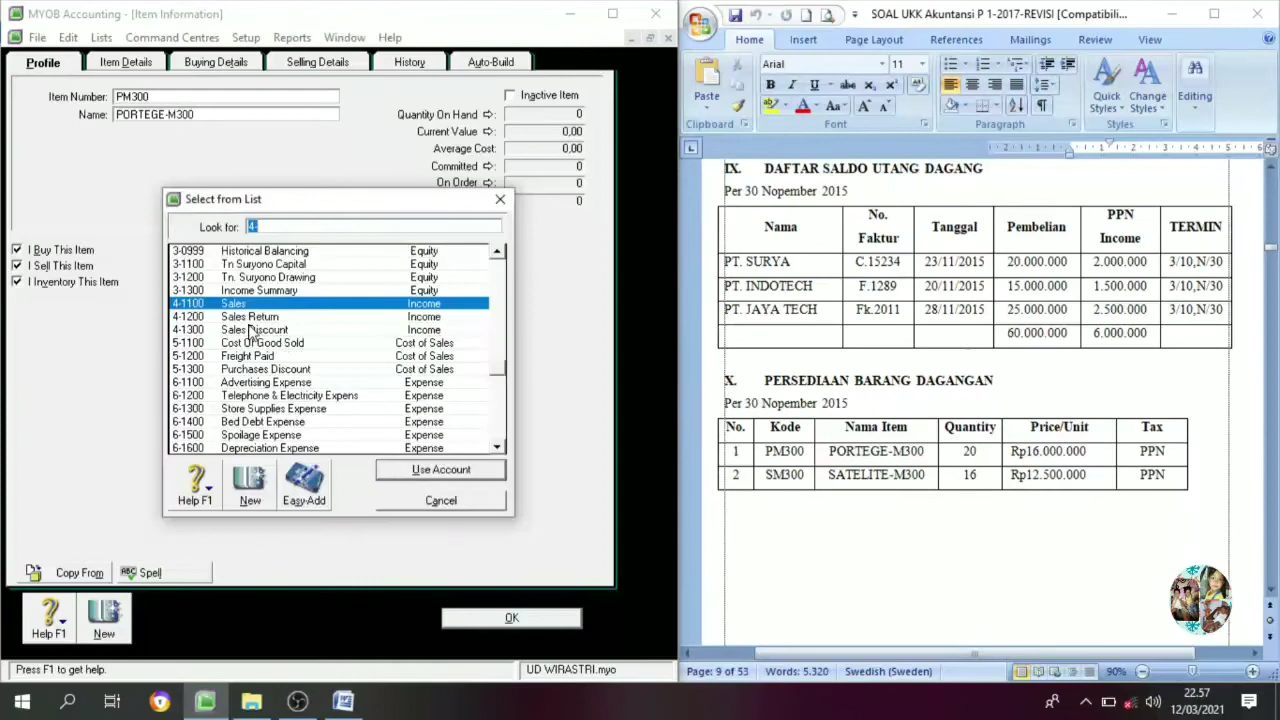 MYOB Accounting - [Item Information]
File Edit Lists Command Centres Setup Reports Window Help
Profile Item Details Buying Details Selling Details History Auto-Build
Item Number: PM300
Name: PORTEGE-M300
Inactive Item
Quantity On Hand 0
Current Value 0,00
Average Cost: 0,00
Committed 0
On Order 0
0
I Buy This Item
I Sell This Item
I Inventory This Item
Select from List
Look for: 4-
3-0999 Historical Balancing Equity
3-1100 Tn Suryono Capital Equity
3-1200 Tn. Suryono Drawing Equity
3-1300 Income Summary Equity
4-1100 Sales Income
4-1200 Sales Return Income
4-1300 Sales Discount Income
5-1100 Cost Of Good Sold Cost of Sales
5-1200 Freight Paid Cost of Sales
5-1300 Purchases Discount Cost of Sales
6-1100 Advertising Expense Expense
6-1200 Telephone & Electricity Expens Expense
6-1300 Store Supplies Expense Expense
6-1400 Bed Debt Expense Expense
6-1500 Spoilage Expense Expense
6-1600 Depreciation Expense Expense
Help F1 New Easy-Add
Use Account
Cancel
Copy From Spell
Help F1 New
OK
Press F1 to get help. UD WIRASTRI.myo
SOAL UKK Akuntansi P 1-2017-REVISI [Compatibili...
Home Insert Page Layout References Mailings Review View
Paste
Arial 11
Quick Styles
Change Styles
Editing
Clipboard Font Paragraph Styles
2 1 1 2 3 4 5 6
IX. DAFTAR SALDO UTANG DAGANG
Per 30 Nopember 2015
Nama No. Faktur Tanggal Pembelian PPN Income TERMIN
PT. SURYA C.15234 23/11/2015 20.000.000 2.000.000 3/10,N/30
PT. INDOTECH F.1289 20/11/2015 15.000.000 1.500.000 3/10,N/30
PT. JAYA TECH Fk.2011 28/11/2015 25.000.000 2.500.000 3/10,N/30
60.000.000 6.000.000
X. PERSEDIAAN BARANG DAGANGAN
Per 30 Nopember 2015
No. Kode Nama Item Quantity Price/Unit Tax
1 PM300 PORTEGE-M300 20 Rp16.000.000 PPN
2 SM300 SATELITE-M300 16 Rp12.500.000 PPN
Page: 9 of 53 Words: 5.320 Swedish (Sweden) 90%
22.57
12/03/2021